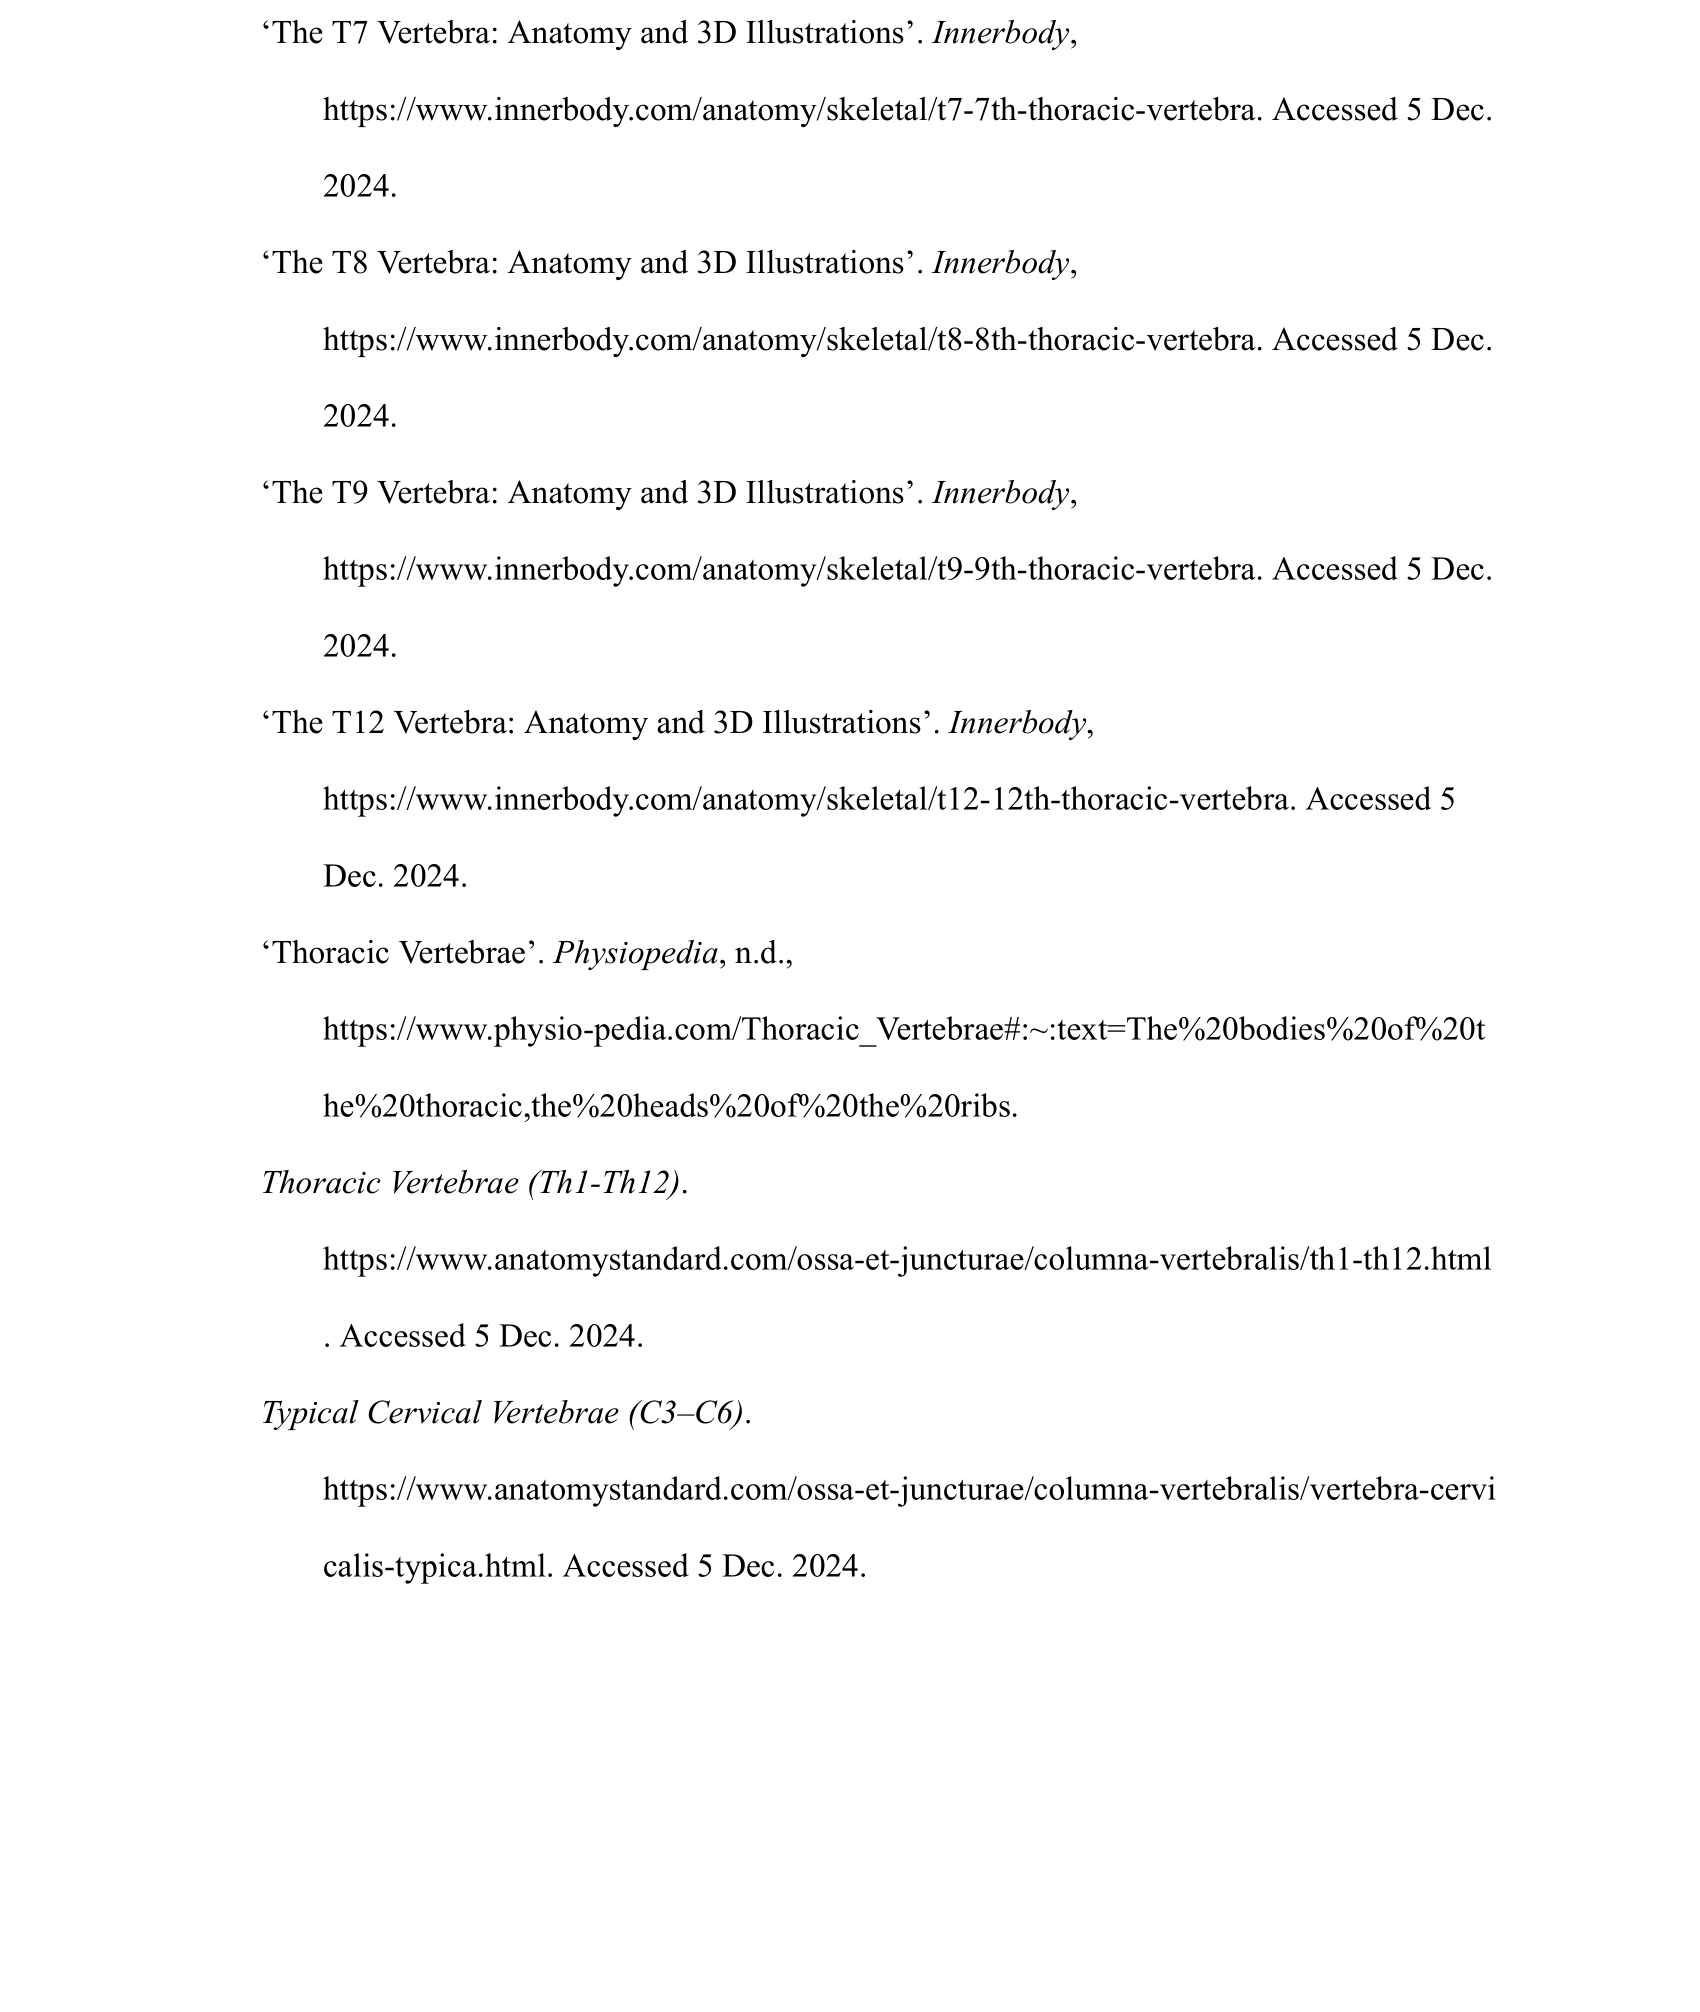 ‘The T7 Vertebra: Anatomy and 3D Illustrations’. Innerbody,
https://www.innerbody.com/anatomy/skeletal/t7-7th-thoracic-vertebra. Accessed 5 Dec.
2024.
‘The T8 Vertebra: Anatomy and 3D Illustrations’. Innerbody,
https://www.innerbody.com/anatomy/skeletal/t8-8th-thoracic-vertebra. Accessed 5 Dec.
2024.
‘The T9 Vertebra: Anatomy and 3D Illustrations’. Innerbody,
https://www.innerbody.com/anatomy/skeletal/t9-9th-thoracic-vertebra. Accessed 5 Dec.
2024.
‘The T12 Vertebra: Anatomy and 3D Illustrations’. Innerbody,
https://www.innerbody.com/anatomy/skeletal/t12-12th-thoracic-vertebra. Accessed 5
Dec. 2024.
‘Thoracic Vertebrae’. Physiopedia, n.d.,
https://www.physio-pedia.com/Thoracic_Vertebrae#:~:text=The%20bodies%20of%20t
he%20thoracic,the%20heads%20of%20the%20ribs.
Thoracic Vertebrae (Th1-Th12).
https://www.anatomystandard.com/ossa-et-juncturae/columna-vertebralis/th1-th12.html
. Accessed 5 Dec. 2024.
Typical Cervical Vertebrae (C3–C6).
https://www.anatomystandard.com/ossa-et-juncturae/columna-vertebralis/vertebra-cervi
calis-typica.html. Accessed 5 Dec. 2024.